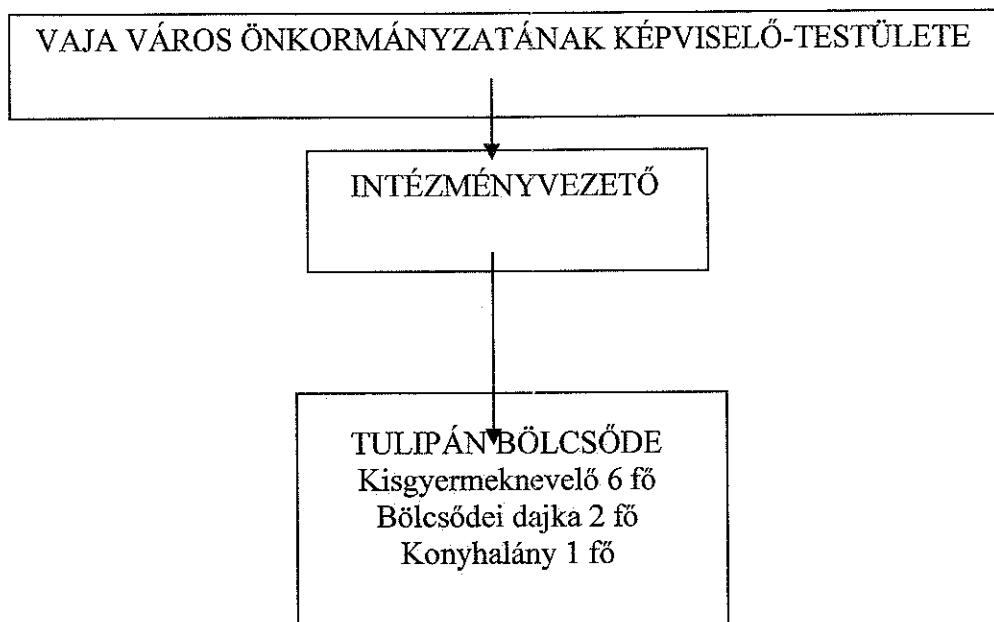 VAJA VÁROS ÖNKORMÁNYZATÁNAK KÉPVISELŐ-TESTÜLETE
INTÉZMÉNYVEZETŐ
TULIPÁN BÖLCSŐDE
Kisgyermeknevelő 6 fő
Bölcsődei dajka 2 fő
Konyhalány 1 fő